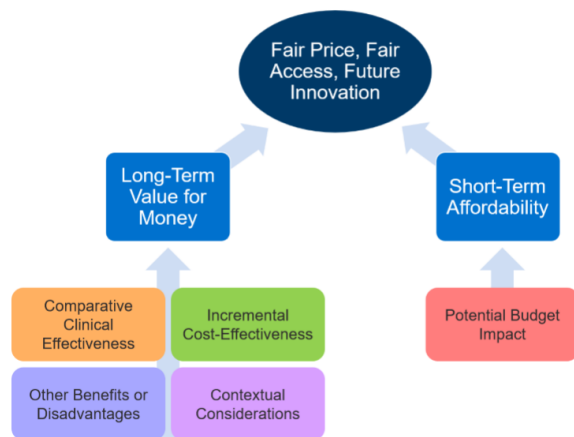 Fair Price, Fair
Access, Future
Innovation
Long-Term
Value for
Money
Short-Term
Affordability
Comparative
Clinical
Effectiveness
Incremental
Cost-Effectiveness
Potential Budget
Impact
Other Benefits or
Disadvantages
Contextual
Considerations